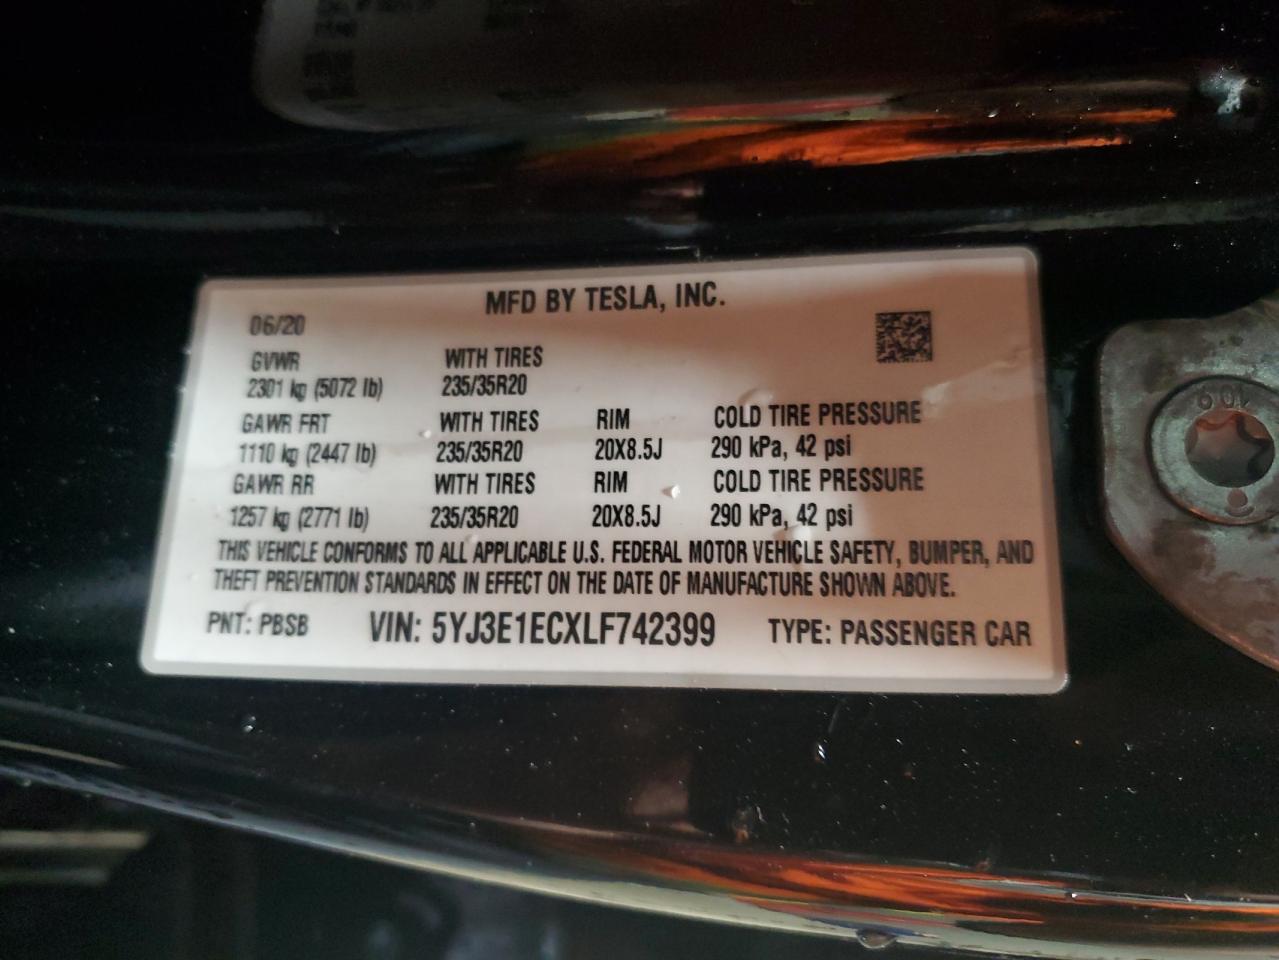 MFD BY TESLA, INC.
06/20
GVWR WITH TIRES
2301 kg (5072 lb) 235/35R20
GAWR FRT WITH TIRES RIM COLD TIRE PRESSURE
1110 kg (2447 lb) 235/35R20 20X8.5J 290 kPa, 42 psi
GAWR RR WITH TIRES RIM COLD TIRE PRESSURE
1257 kg (2771 lb) 235/35R20 20X8.5J 290 kPa, 42 psi
THIS VEHICLE CONFORMS TO ALL APPLICABLE U.S. FEDERAL MOTOR VEHICLE SAFETY, BUMPER, AND
THEFT PREVENTION STANDARDS IN EFFECT ON THE DATE OF MANUFACTURE SHOWN ABOVE.
PNT: PBSB VIN: 5YJ3E1ECXLF742399 TYPE: PASSENGER CAR